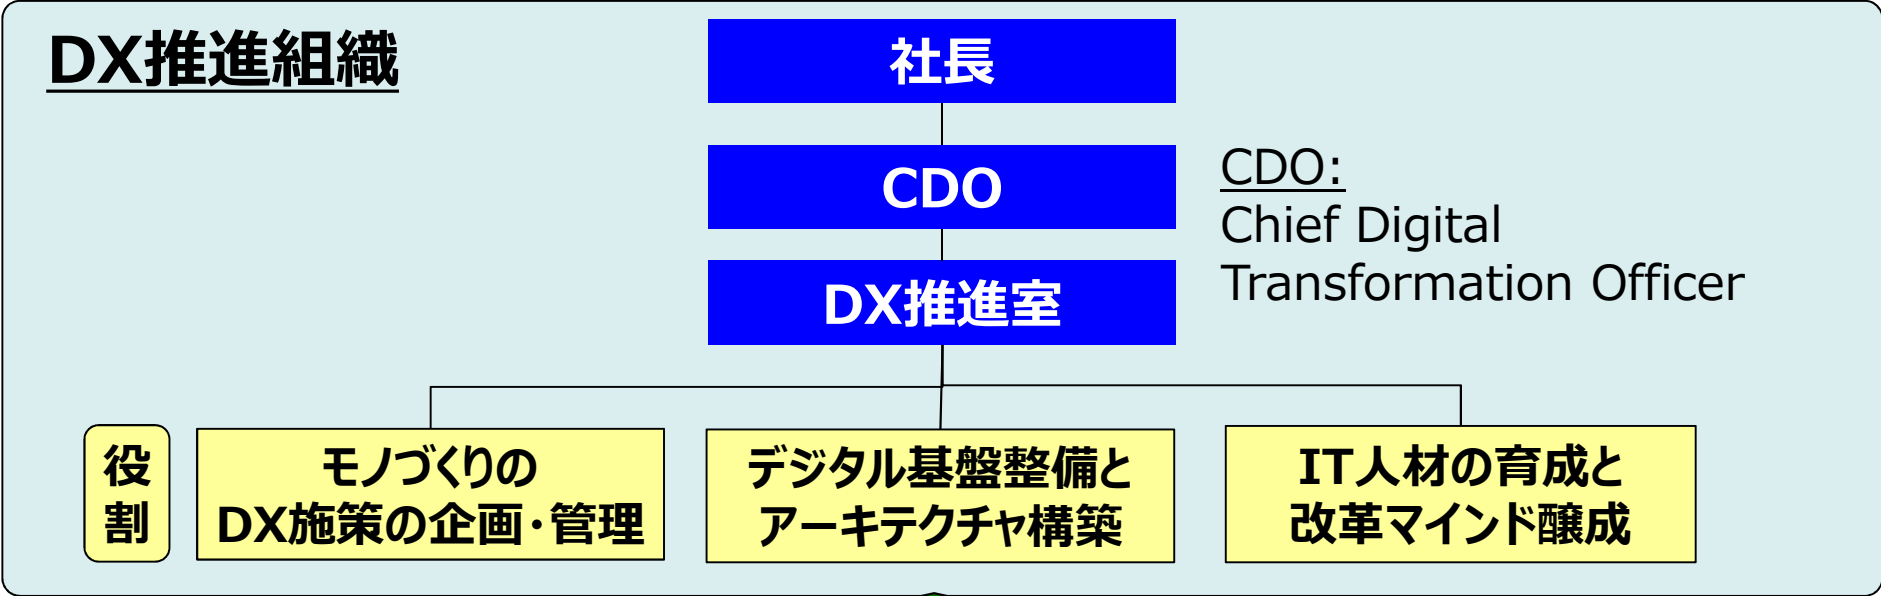 DX推進組織
社長
CDO
CDO:
Chief Digital
Transformation Officer
DX推進室
役
割
モノづくりの
DX施策の企画・管理
デジタル基盤整備と
アーキテクチャ構築
IT人材の育成と
改革マインド醸成